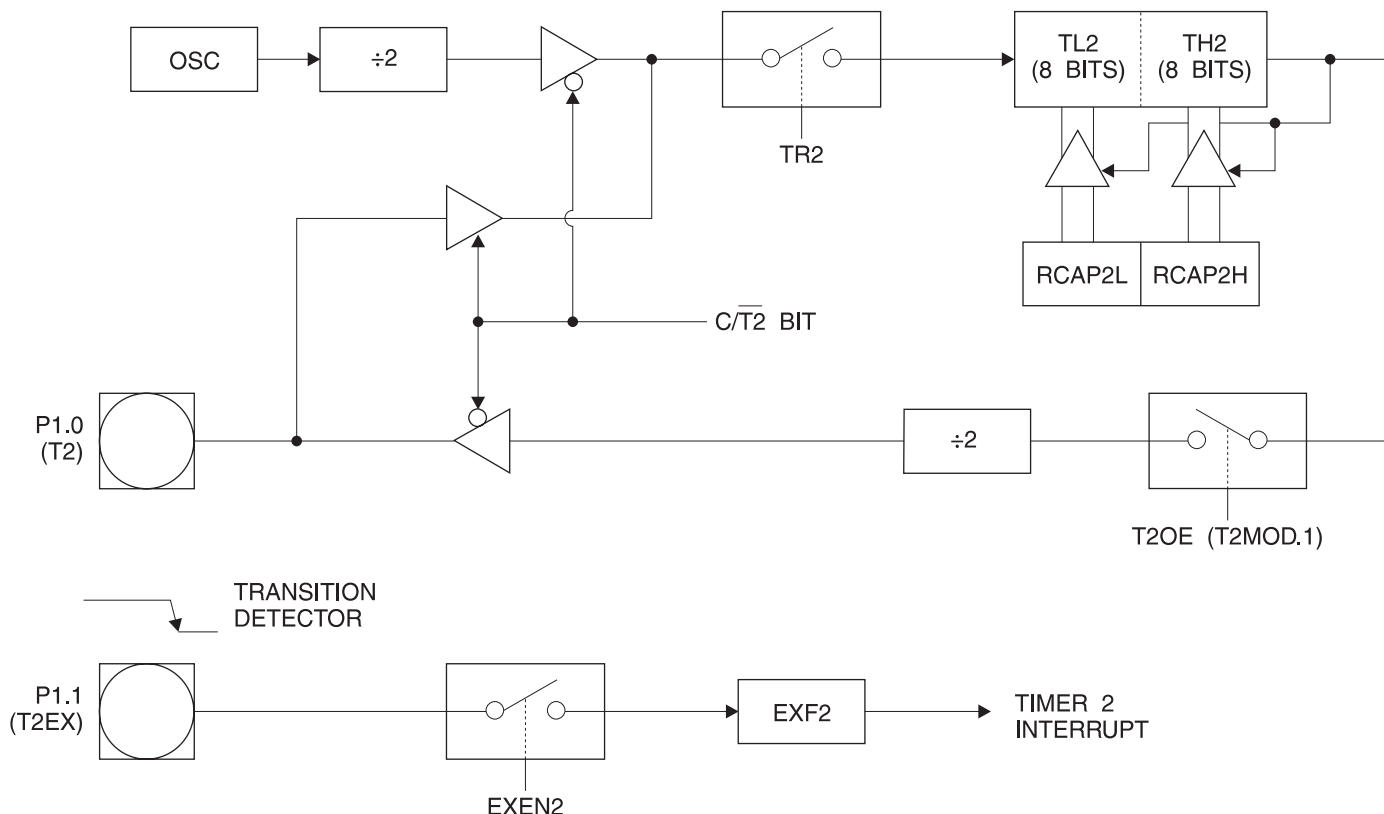 OSC
÷2
TL2
(8 BITS)
TH2
(8 BITS)
TR2
RCAP2L
RCAP2H
C/T̅2̅ BIT
P1.0
(T2)
÷2
T2OE (T2MOD.1)
TRANSITION
DETECTOR
P1.1
(T2EX)
EXF2
TIMER 2
INTERRUPT
EXEN2